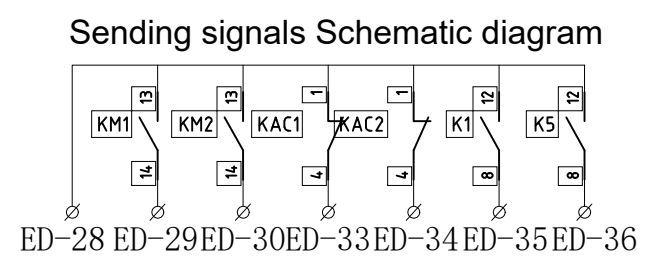 Sending signals Schematic diagram
13 13 1 1 12 12
KM1 KM2 KAC1 KAC2 K1 K5
14 14 4 4 8 8
ED-28 ED-29 ED-30 ED-33 ED-34 ED-35 ED-36